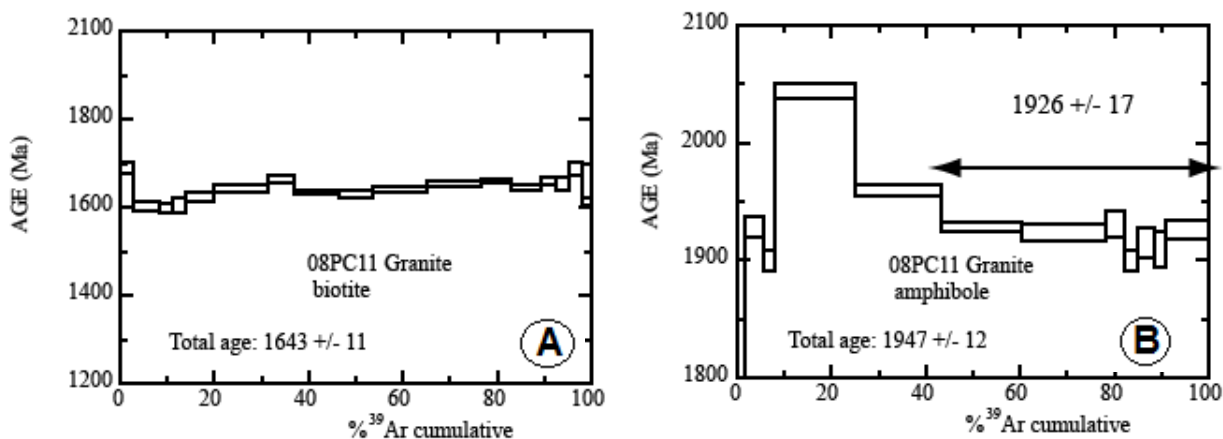 2100
1800
1600
1400
1200
AGE (Ma)
08PC11 Granite
biotite
Total age: 1643 +/- 11
A
0 20 40 60 80 100
%39Ar cumulative
2100
2000
1900
1800
AGE (Ma)
1926 +/- 17
08PC11 Granite
amphibole
Total age: 1947 +/- 12
B
0 20 40 60 80 100
%39Ar cumulative